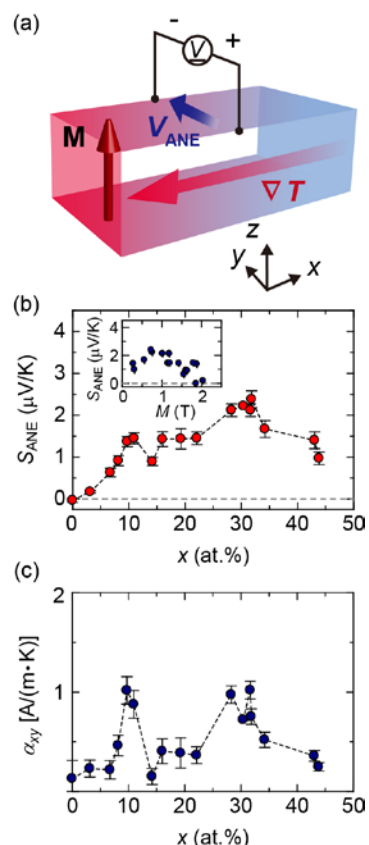 (a)
- V +
V_ANE
M
∇ T
z
y x
(b)
S_ANE (μV/K)
4
3
2
1
0
S_ANE (μV/K)
4
2
0
0 1 2
M (T)
0 10 20 30 40 50
x (at.%)
(c)
α_xy [A/(m·K)]
2
1
0 10 20 30 40 50
x (at.%)